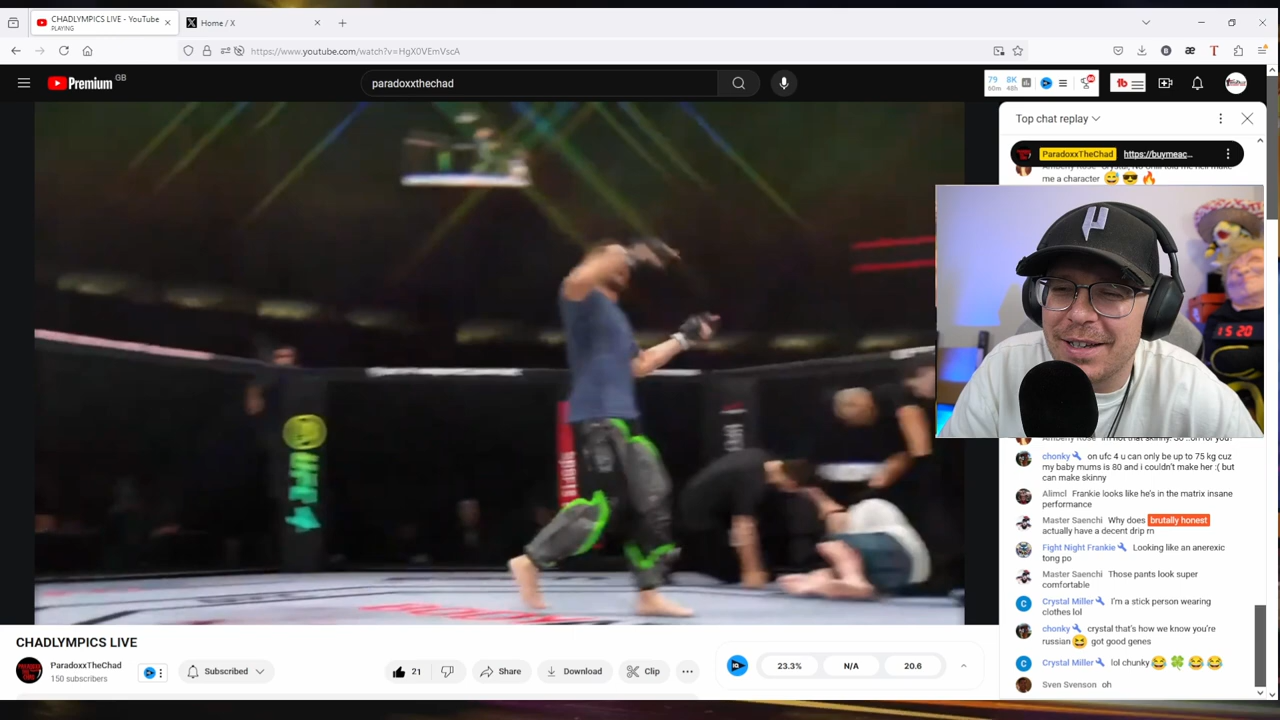 CHADLYMPICS LIVE - YouTube
PLAYING
Home / X
https://www.youtube.com/watch?v=HgX0VEmVscA
Premium GB
paradoxxthechad
79 8K
60m 48h
Top chat replay
ParadoxxTheChad https://buymeac...
me a character
15 20
chonky on ufc 4 u can only be up to 75 kg cuz
my baby mums is 80 and i couldn't make her :( but
can make skinny
Alimcl Frankie looks like he's in the matrix insane
performance
Master Saenchi Why does brutally honest
actually have a decent drip rn
Fight Night Frankie Looking like an anerexic
tong po
Master Saenchi Those pants look super
comfortable
Crystal Miller I'm a stick person wearing
clothes lol
chonky crystal that's how we know you're
russian got good genes
Crystal Miller lol chunky
Sven Svenson oh
CHADLYMPICS LIVE
ParadoxxTheChad
150 subscribers
Subscribed
21
Share
Download
Clip
23.3%
N/A
20.6